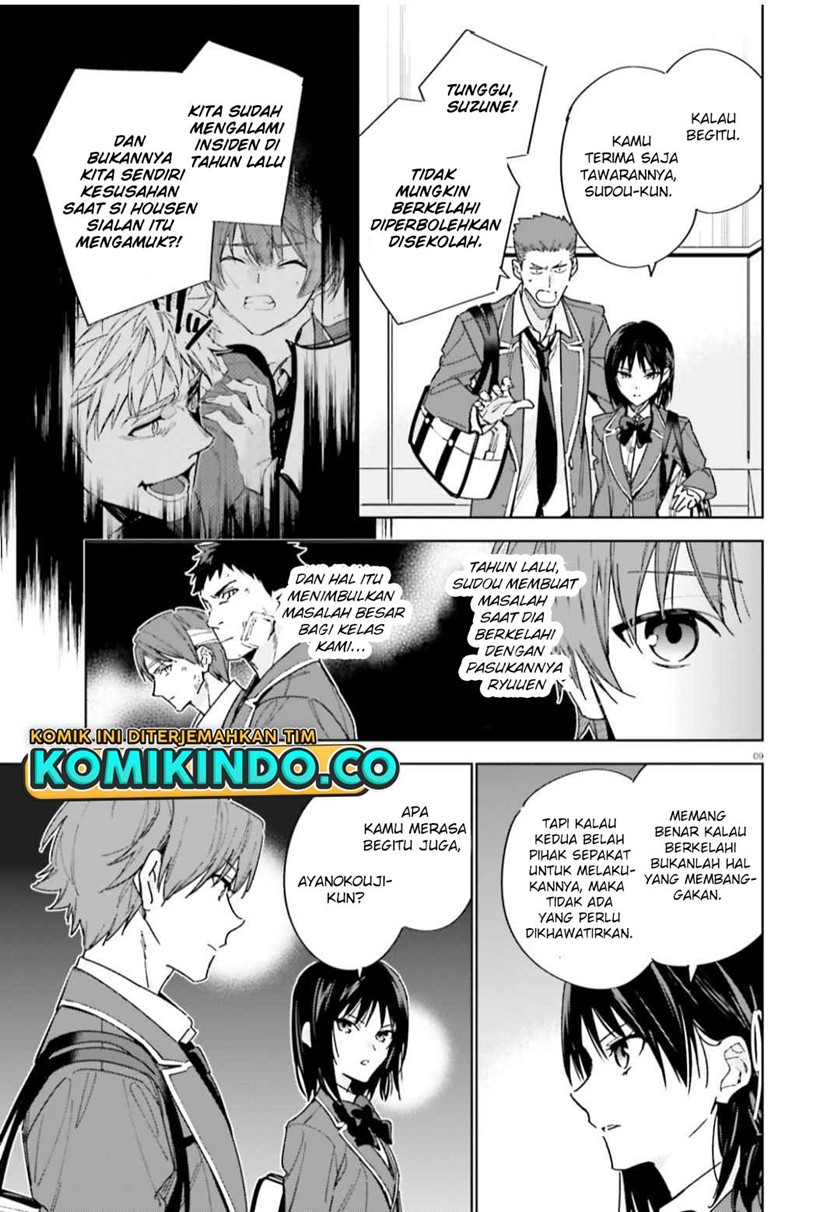 KALAU
BEGITU.
KAMU
TERIMA SAJA
TAWARANNYA,
SUDOU-KUN.
TUNGGU,
SUZUNE!
TIDAK
MUNGKIN
BERKELAHI
DIPERBOLEHKAN
DISEKOLAH.
KITA SUDAH
MENGALAMI
INSIDEN DI
TAHUN LALU
DAN
BUKANNYA
KITA SENDIRI
KESUSAHAN
SAAT SI HOUSEN
SIALAN ITU
MENGAMUK?!
TAHUN LALU,
SUDOU MEMBUAT
MASALAH
SAAT DIA
BERKELAHI
DENGAN
PASUKANNYA
RYUUEN
DAN HAL ITU
MENIMBULKAN
MASALAH BESAR
BAGI KELAS
KAMI...
09
MEMANG
BENAR KALAU
BERKELAHI
BUKANLAH HAL
YANG MEMBANG-
GAKAN.
TAPI KALAU
KEDUA BELAH
PIHAK SEPAKAT
UNTUK MELAKU-
KANNYA, MAKA
TIDAK ADA
YANG PERLU
DIKHAWATIRKAN.
APA
KAMU MERASA
BEGITU JUGA,
AYANOKOUJI-
KUN?
KOMIK INI DITERJEMAHKAN TIM
KOMIKINDO.CO